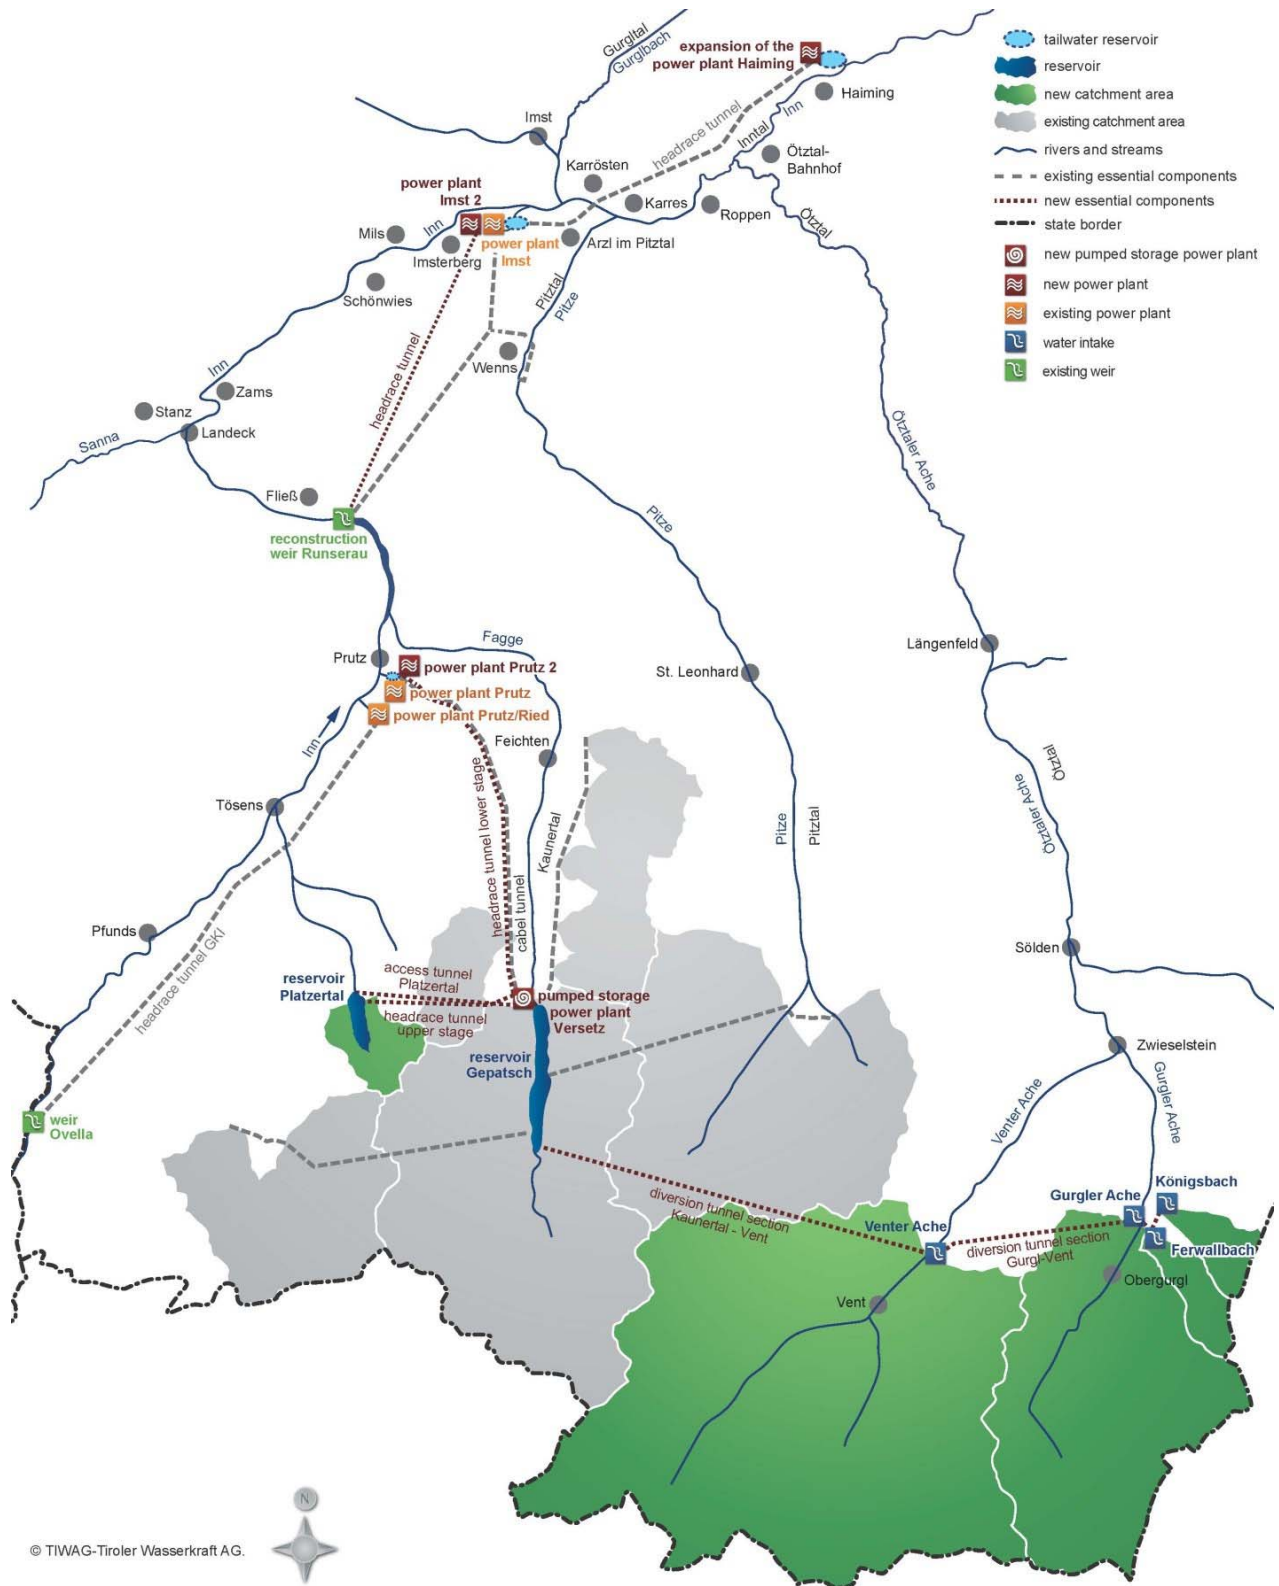 Gurgltal
Gurglbach
expansion of the
power plant Haiming
Haiming
Inn
Inntal
headrace tunnel
Imst
Karrösten
Ötztal-
Bahnhof
power plant
Imst 2
Karres
Roppen
Ötztal
Mils
Inn
Imsterberg
power plant
Imst
Arzl im Pitztal
Schönwies
Pitztal
Pitze
Wenns
headrace tunnel
Inn
Zams
Stanz
Landeck
Sanna
Ötztaler Ache
Fließ
Pitze
reconstruction
weir Runserau
Fagge
Längenfeld
Prutz
power plant Prutz 2
St. Leonhard
power plant Prutz
power plant Prutz/Ried
Inn
Feichten
Ötztal
Ötztaler Ache
Tösens
headrace tunnel lower stage
cabel tunnel
Kaunertal
Pitze
Pitztal
Pfunds
headrace tunnel GKI
Sölden
reservoir
Platzertal
access tunnel
Platzertal
headrace tunnel
upper stage
pumped storage
power plant
Versetz
reservoir
Gepatsch
Zwieselstein
Venter Ache
Gurgler Ache
weir
Ovella
diversion tunnel section
Kaunertal - Vent
Venter Ache
Gurgler Ache
Königsbach
Ferwallbach
diversion tunnel section
Gurgl-Vent
Obergurgl
Vent
tailwater reservoir
reservoir
new catchment area
existing catchment area
rivers and streams
existing essential components
new essential components
state border
new pumped storage power plant
new power plant
existing power plant
water intake
existing weir
N
© TIWAG-Tiroler Wasserkraft AG.